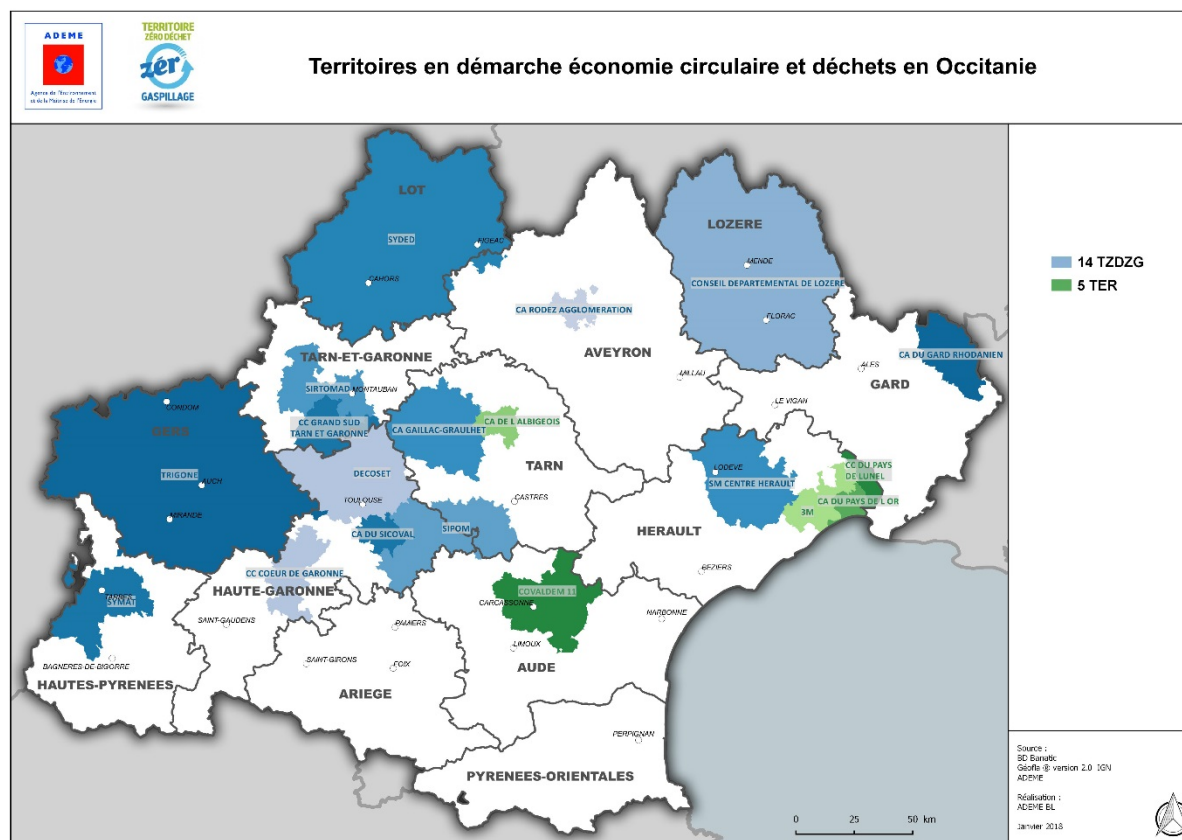 ADEME
Agence de l'Environnement
et de la Maîtrise de l'Energie
TERRITOIRE
ZÉRO DÉCHET
zéro
GASPILLAGE
Territoires en démarche économie circulaire et déchets en Occitanie
LOT
SYDED
FIGEAC
CAHORS
LOZERE
MENDE
CONSEIL DEPARTEMENTAL DE LOZERE
FLORAC
CA RODEZ AGGLOMERATION
AVEYRON
MILLAU
TARN-ET-GARONNE
SIRTOMAD
MONTAUBAN
CC GRAND SUD
TARN ET GARONNE
ALES
CA DU GARD RHODANIEN
GARD
LE VIGAN
CONDOM
GERS
TRIGONE
AUCH
MIRANDE
CA GAILLAC-GRAULHET
CA DE L'ALBIGEOIS
TARN
CASTRES
DECOSET
TOULOUSE
CA DU SICOVAL
SIPOM
LODEVE
SM CENTRE HERAULT
CC DU PAYS
DE LUNEL
CA DU PAYS DE L'OR
3M
HERAULT
BEZIERS
CC COEUR DE GARONNE
HAUTE-GARONNE
TARBES
SYMAT
SAINT-GAUDENS
BAGNERES-DE-BIGORRE
HAUTES-PYRENEES
COVALDEM 11
CARCASSONNE
NARBONNE
LIMOUX
AUDE
PAMIERS
SAINT-GIRONS
FOIX
ARIEGE
PERPIGNAN
PYRENEES-ORIENTALES
0 25 50 km
14 TZDZG
5 TER
Source :
BD Banatic
Géofla ® version 2.0 IGN
ADEME
Réalisation :
ADEME BL
Janvier 2018